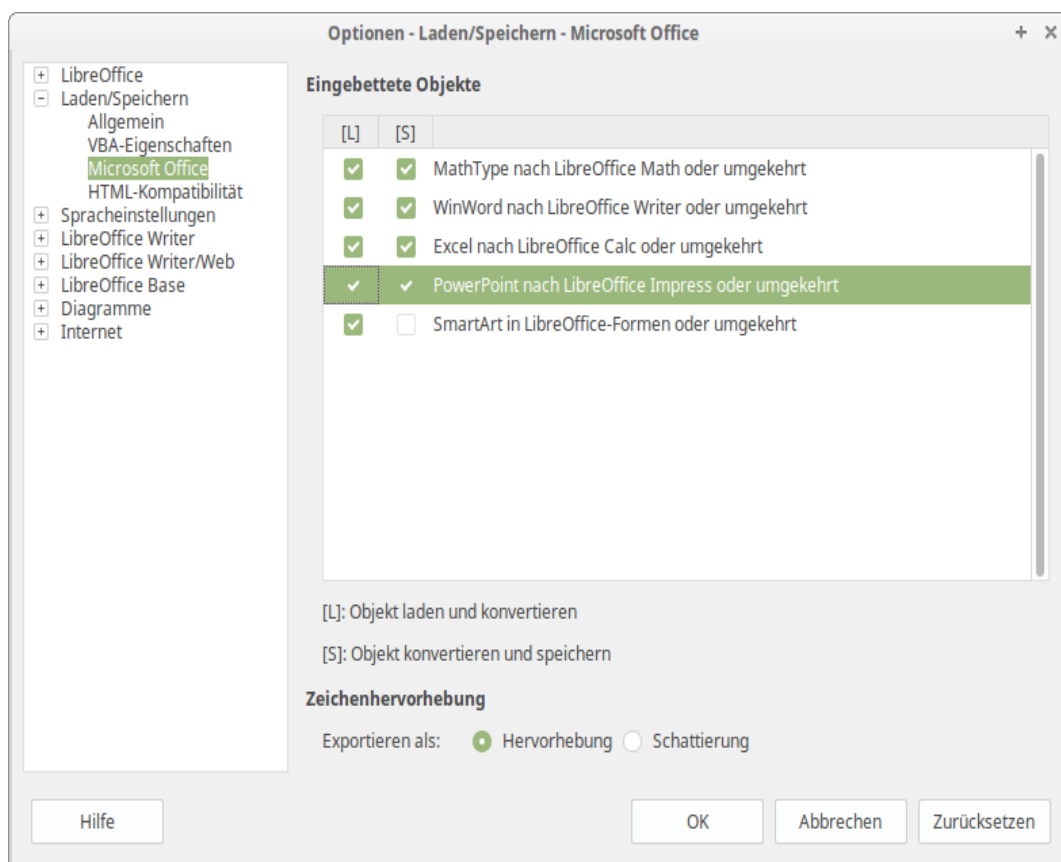 Optionen - Laden/Speichern - Microsoft Office
LibreOffice
Laden/Speichern
Allgemein
VBA-Eigenschaften
Microsoft Office
HTML-Kompatibilität
Spracheinstellungen
LibreOffice Writer
LibreOffice Writer/Web
LibreOffice Base
Diagramme
Internet
Eingebettete Objekte
[L] [S]
MathType nach LibreOffice Math oder umgekehrt
WinWord nach LibreOffice Writer oder umgekehrt
Excel nach LibreOffice Calc oder umgekehrt
PowerPoint nach LibreOffice Impress oder umgekehrt
SmartArt in LibreOffice-Formen oder umgekehrt
[L]: Objekt laden und konvertieren
[S]: Objekt konvertieren und speichern
Zeichenhervorhebung
Exportieren als: Hervorhebung Schattierung
Hilfe OK Abbrechen Zurücksetzen